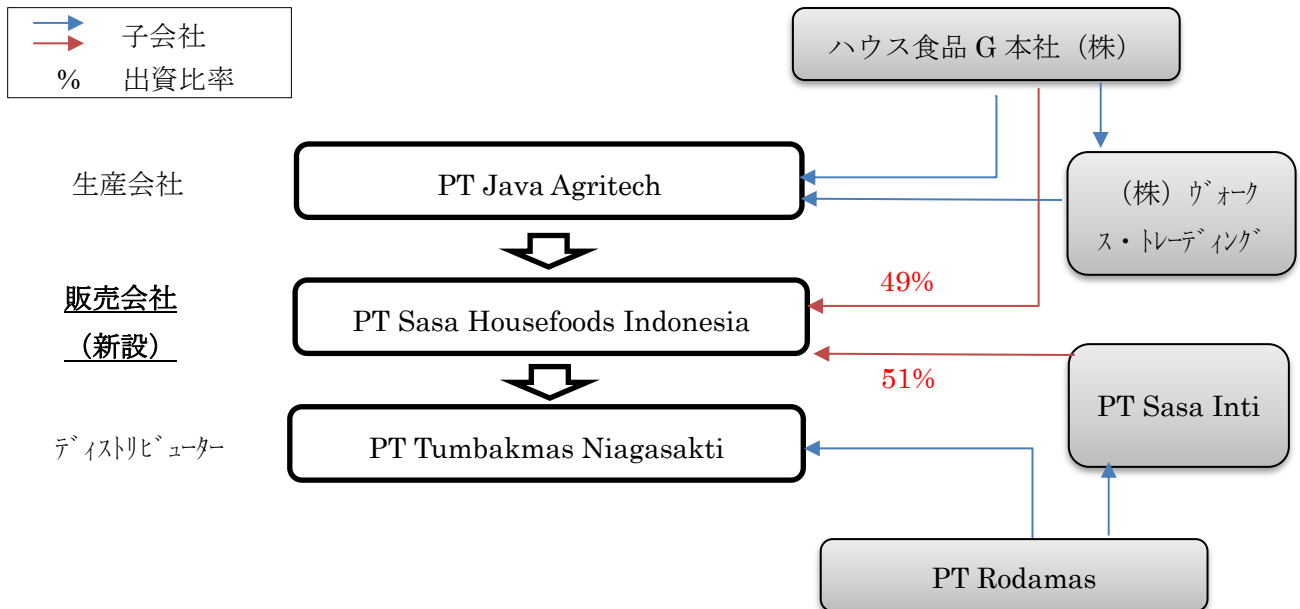 子会社
% 出資比率
ハウス食品 G 本社（株）
生産会社
PT Java Agritech
（株）ヴォーク
ス・トレーディング
販売会社
（新設）
PT Sasa Housefoods Indonesia
49%
51%
PT Sasa Inti
ディストリビューター
PT Tumbakmas Niagasakti
PT Rodamas